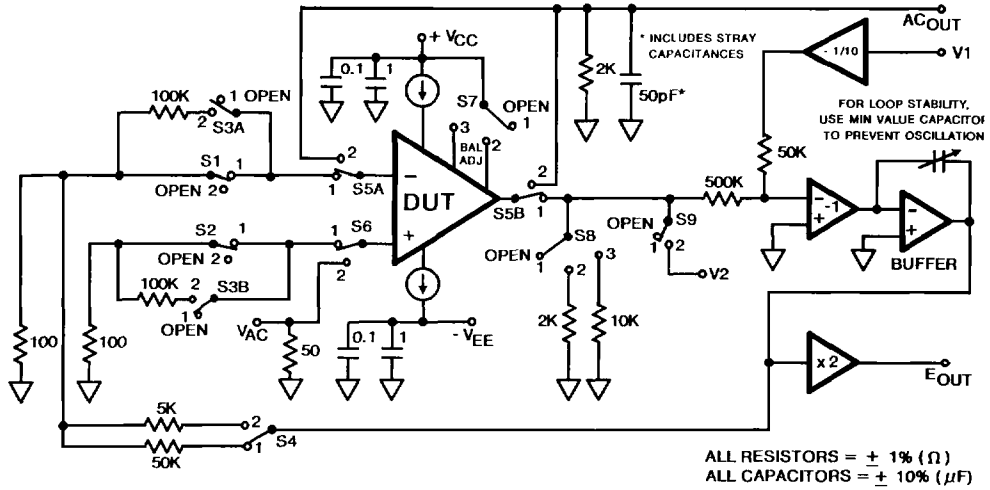 AC OUT
+ VCC
* INCLUDES STRAY
CAPACITANCES
- 1/10
V1
0.1
1
2K
50pF*
S7
OPEN
1
100K
1
OPEN
2
S3A
3
BAL
ADJ
2
FOR LOOP STABILITY,
USE MIN VALUE CAPACITOR
TO PREVENT OSCILLATION
50K
S1
1
OPEN 2
2
1
S5A
−
DUT
+
2
S5B
1
500K
−
-1
+
−
+
BUFFER
S2
1
OPEN
2
1
S6
2
OPEN
1
S8
2
3
OPEN
S9
1
2
V2
100K
2
S3B
1
OPEN
VAC
50
0.1
1
- VEE
2K
10K
100
100
x 2
EOUT
5K
2
S4
50K
1
ALL RESISTORS = ± 1% (Ω)
ALL CAPACITORS = ± 10% (µF)